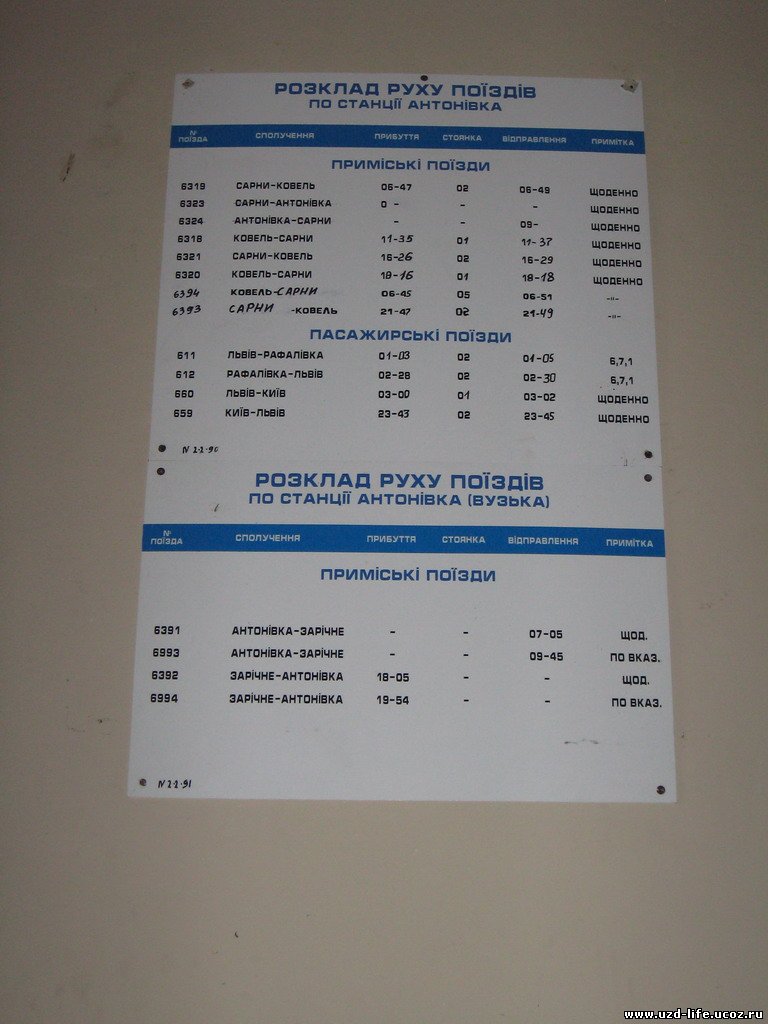 РОЗКЛАД РУХУ ПОЇЗДІВ
ПО СТАНЦІЇ АНТОНІВКА
№ ПОЇЗДА СПОЛУЧЕННЯ ПРИБУТТЯ СТОЯНКА ВІДПРАВЛЕННЯ ПРИМІТКА
ПРИМІСЬКІ ПОЇЗДИ
6319 САРНИ-КОВЕЛЬ 06-47 02 06-49 ЩОДЕННО
6323 САРНИ-АНТОНІВКА 0 - - - ЩОДЕННО
6324 АНТОНІВКА-САРНИ - - 09- ЩОДЕННО
6318 КОВЕЛЬ-САРНИ 11-35 01 11-37 ЩОДЕННО
6321 САРНИ-КОВЕЛЬ 16-26 02 16-29 ЩОДЕННО
6320 КОВЕЛЬ-САРНИ 18-16 01 18-18 ЩОДЕННО
6394 КОВЕЛЬ-САРНИ 06-45 05 06-51 -"-
6393 САРНИ -КОВЕЛЬ 21-47 02 21-49 -"-
ПАСАЖИРСЬКІ ПОЇЗДИ
611 ЛЬВІВ-РАФАЛІВКА 01-03 02 01-05 6,7,1
612 РАФАЛІВКА-ЛЬВІВ 02-28 02 02-30 6,7,1
660 ЛЬВІВ-КИЇВ 03-00 01 03-02 ЩОДЕННО
659 КИЇВ-ЛЬВІВ 23-43 02 23-45 ЩОДЕННО
N 2-2-90
РОЗКЛАД РУХУ ПОЇЗДІВ
ПО СТАНЦІЇ АНТОНІВКА (ВУЗЬКА)
№ ПОЇЗДА СПОЛУЧЕННЯ ПРИБУТТЯ СТОЯНКА ВІДПРАВЛЕННЯ ПРИМІТКА
ПРИМІСЬКІ ПОЇЗДИ
6391 АНТОНІВКА-ЗАРІЧНЕ - - 07-05 ЩОД.
6993 АНТОНІВКА-ЗАРІЧНЕ - - 09-45 ПО ВКАЗ.
6392 ЗАРІЧНЕ-АНТОНІВКА 18-05 - - ЩОД.
6994 ЗАРІЧНЕ-АНТОНІВКА 19-54 - - ПО ВКАЗ.
N 2-2-91
www.uzd-life.ucoz.ru